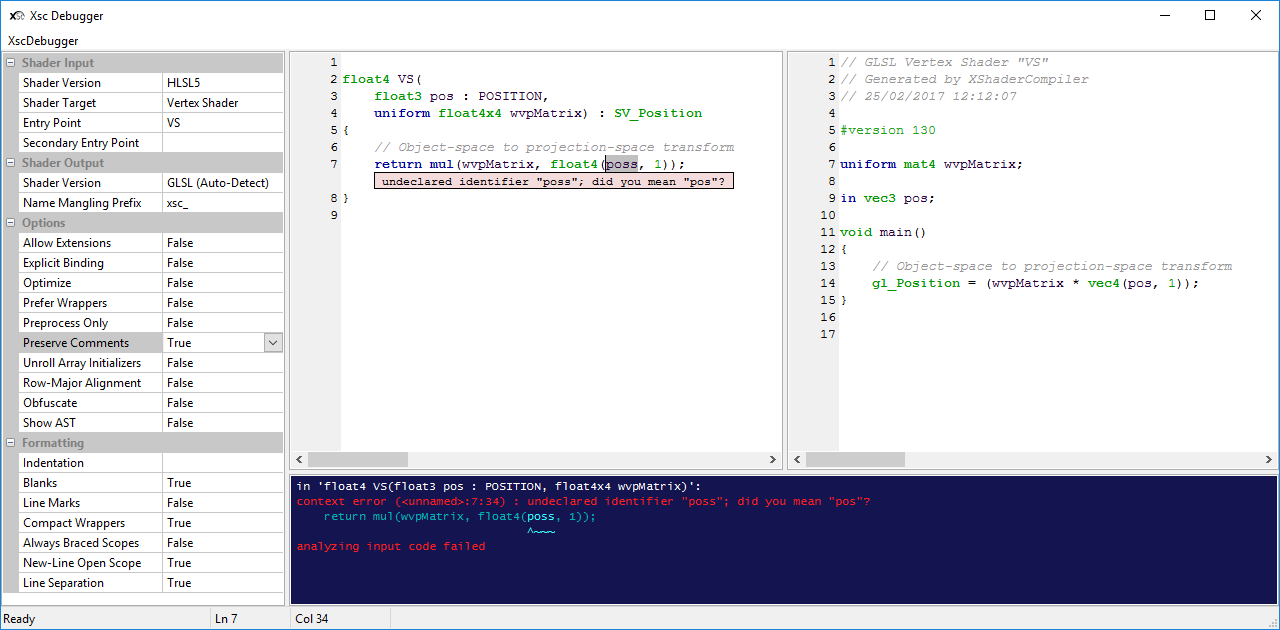 Xsc Xsc Debugger
XscDebugger
Shader Input
Shader Version HLSL5
Shader Target Vertex Shader
Entry Point VS
Secondary Entry Point
Shader Output
Shader Version GLSL (Auto-Detect)
Name Mangling Prefix xsc_
Options
Allow Extensions False
Explicit Binding False
Optimize False
Prefer Wrappers False
Preprocess Only False
Preserve Comments True
Unroll Array Initializers False
Row-Major Alignment False
Obfuscate False
Show AST False
Formatting
Indentation
Blanks True
Line Marks False
Compact Wrappers True
Always Braced Scopes False
New-Line Open Scope True
Line Separation True
1
2 float4 VS(
3     float3 pos : POSITION,
4     uniform float4x4 wvpMatrix) : SV_Position
5 {
6     // Object-space to projection-space transform
7     return mul(wvpMatrix, float4(poss, 1));
undeclared identifier "poss"; did you mean "pos"?
8 }
9
1 // GLSL Vertex Shader "VS"
2 // Generated by XShaderCompiler
3 // 25/02/2017 12:12:07
4
5 #version 130
6
7 uniform mat4 wvpMatrix;
8
9 in vec3 pos;
10
11 void main()
12 {
13     // Object-space to projection-space transform
14     gl_Position = (wvpMatrix * vec4(pos, 1));
15 }
16
17
in 'float4 VS(float3 pos : POSITION, float4x4 wvpMatrix)':
context error (<unnamed>:7:34) : undeclared identifier "poss"; did you mean "pos"?
    return mul(wvpMatrix, float4(poss, 1));
                                 ^~~~
analyzing input code failed
Ready Ln 7 Col 34